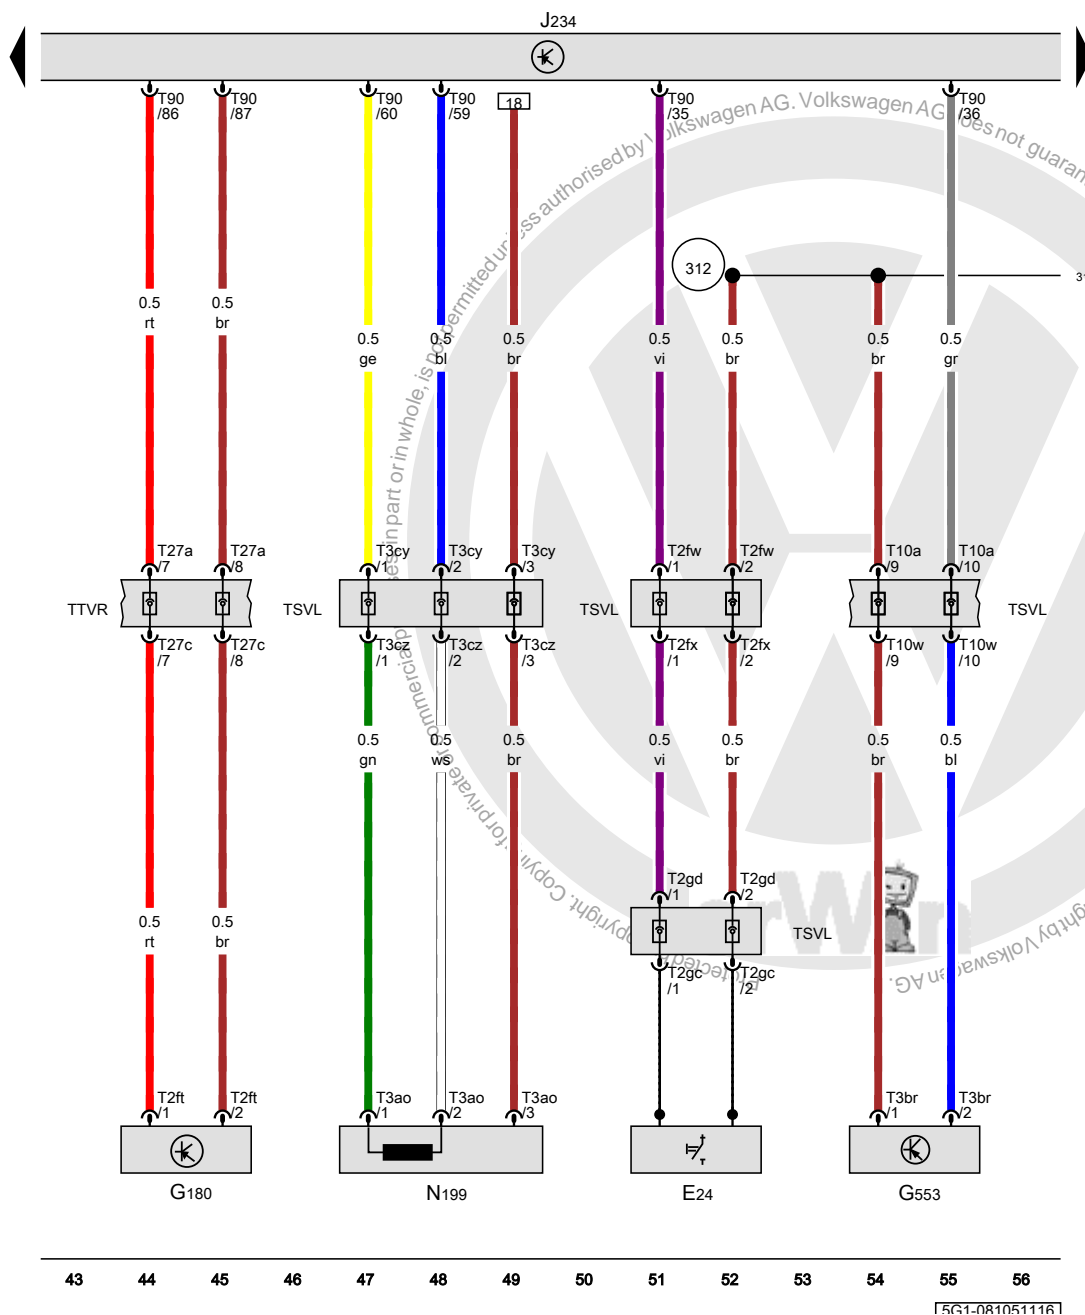 J234
T90 T90 T90 T90 18 T90 T90
/86 /87 /60 /59 /35 /36
312
0.5 0.5
rt br
0.5 0.5 0.5 0.5 0.5 0.5 0.5
ge bl br vi br br gr
T27a T27a T3cy T3cy T3cy T2fw T2fw T10a T10a
/7 /8 /1 /2 /3 /1 /2 /9 /10
TTVR TSVL TSVL TSVL
T27c T27c T3cz T3cz T3cz T2fx T2fx T10w T10w
/7 /8 /1 /2 /3 /1 /2 /9 /10
0.5 0.5 0.5 0.5 0.5 0.5 0.5
gn ws br vi br br bl
T2gd T2gd
/1 /2
0.5 0.5
rt br
TSVL
T2gc T2gc
/1 /2
T2ft T2ft T3ao T3ao T3ao T3br T3br
/1 /2 /1 /2 /3 /1 /2
G180 N199 E24 G553
43 44 45 46 47 48 49 50 51 52 53 54 55 56
5G1-081051116